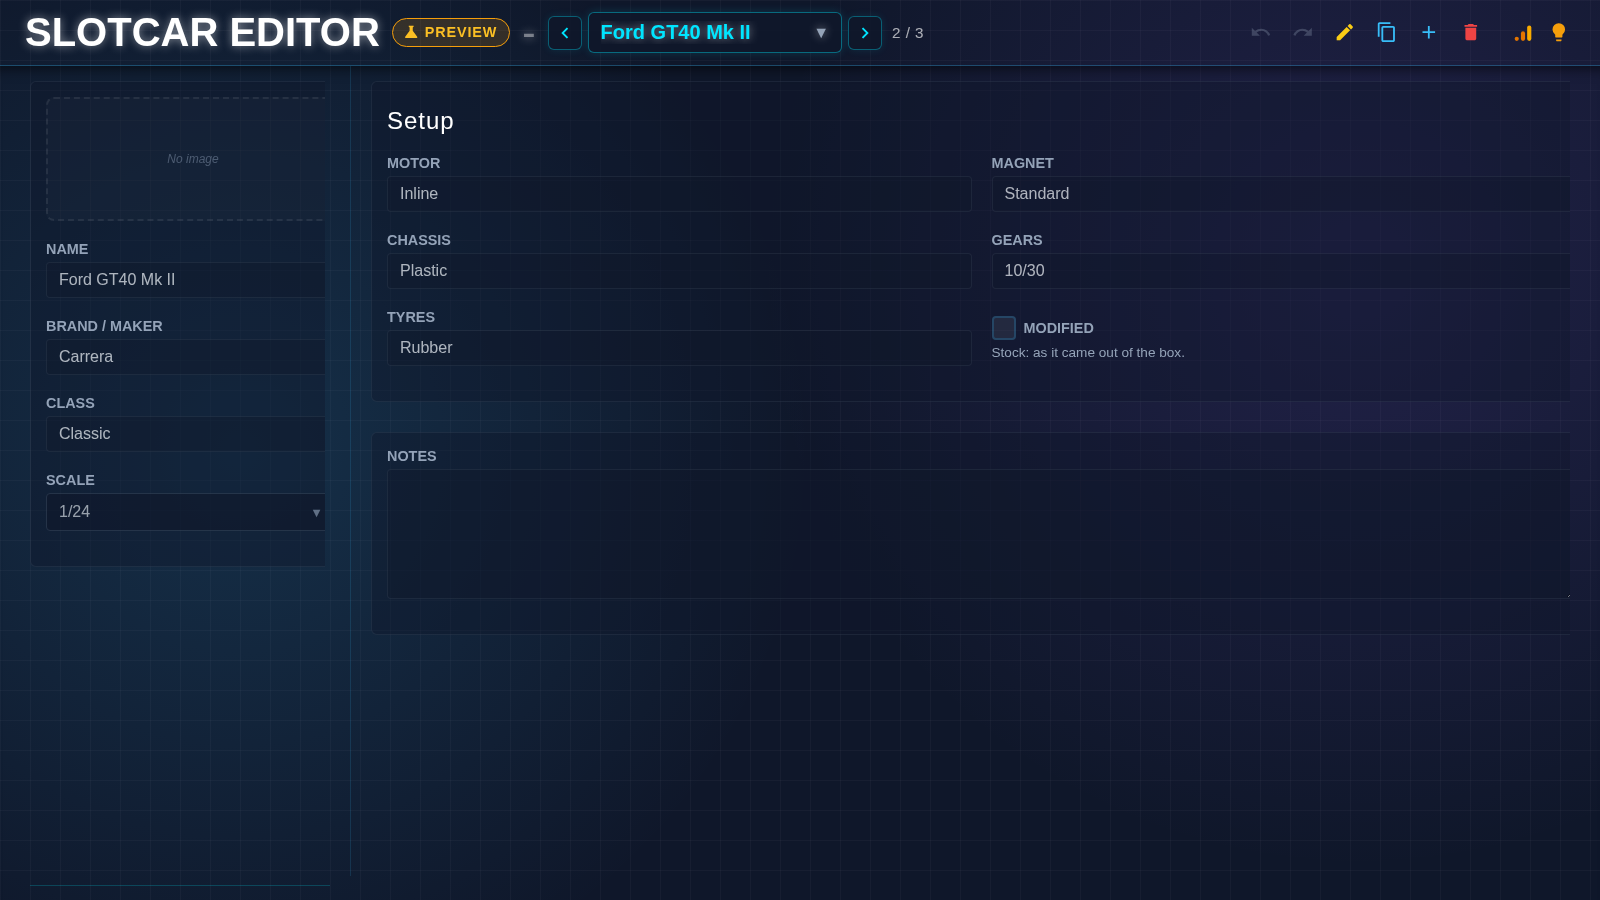 SLOTCAR EDITOR
PREVIEW
-
Ford GT40 Mk II
2 / 3
No image
NAME
Ford GT40 Mk II
BRAND / MAKER
Carrera
CLASS
Classic
SCALE
1/24
Setup
MOTOR
Inline
MAGNET
Standard
CHASSIS
Plastic
GEARS
10/30
TYRES
Rubber
MODIFIED
Stock: as it came out of the box.
NOTES